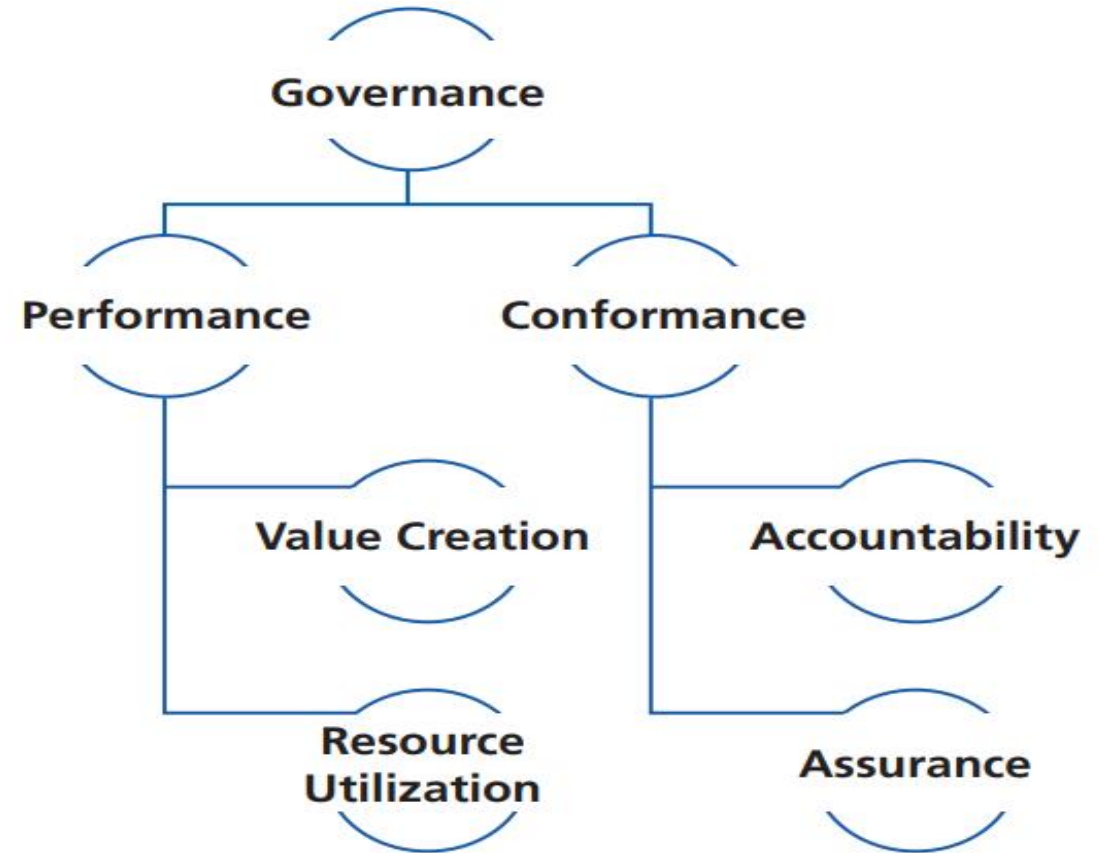 Governance
Performance
Conformance
Value Creation
Accountability
Resource
Utilization
Assurance